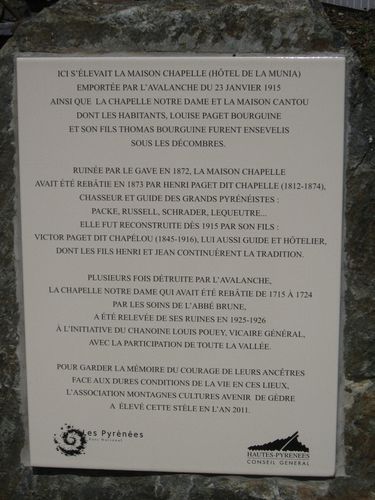 ICI S'ÉLEVAIT LA MAISON CHAPELLE (HÔTEL DE LA MUNIA)
EMPORTÉE PAR L'AVALANCHE DU 23 JANVIER 1915
AINSI QUE LA CHAPELLE NOTRE DAME ET LA MAISON CANTOU
DONT LES HABITANTS, LOUISE PAGET BOURGUINE
ET SON FILS THOMAS BOURGUINE FURENT ENSEVELIS
SOUS LES DÉCOMBRES.
RUINÉE PAR LE GAVE EN 1872, LA MAISON CHAPELLE
AVAIT ÉTÉ REBÂTIE EN 1873 PAR HENRI PAGET DIT CHAPELLE (1812-1874),
CHASSEUR ET GUIDE DES GRANDS PYRÉNÉISTES :
PACKE, RUSSELL, SCHRADER, LEQUEUTRE...
ELLE FUT RECONSTRUITE DÈS 1915 PAR SON FILS :
VICTOR PAGET DIT CHAPÉLOU (1845-1916), LUI AUSSI GUIDE ET HÔTELIER,
DONT LES FILS HENRI ET JEAN CONTINUÈRENT LA TRADITION.
PLUSIEURS FOIS DÉTRUITE PAR L'AVALANCHE,
LA CHAPELLE NOTRE DAME QUI AVAIT ÉTÉ REBÂTIE DE 1715 À 1724
PAR LES SOINS DE L'ABBÉ BRUNE,
A ÉTÉ RELEVÉE DE SES RUINES EN 1925-1926
À L'INITIATIVE DU CHANOINE LOUIS POUEY, VICAIRE GÉNÉRAL,
AVEC LA PARTICIPATION DE TOUTE LA VALLÉE.
POUR GARDER LA MÉMOIRE DU COURAGE DE LEURS ANCÊTRES
FACE AUX DURES CONDITIONS DE LA VIE EN CES LIEUX,
L'ASSOCIATION MONTAGNES CULTURES AVENIR DE GÈDRE
A ÉLEVÉ CETTE STÈLE EN L'AN 2011.
Les Pyrénées
Parc National
HAUTES-PYRENEES
CONSEIL GENERAL